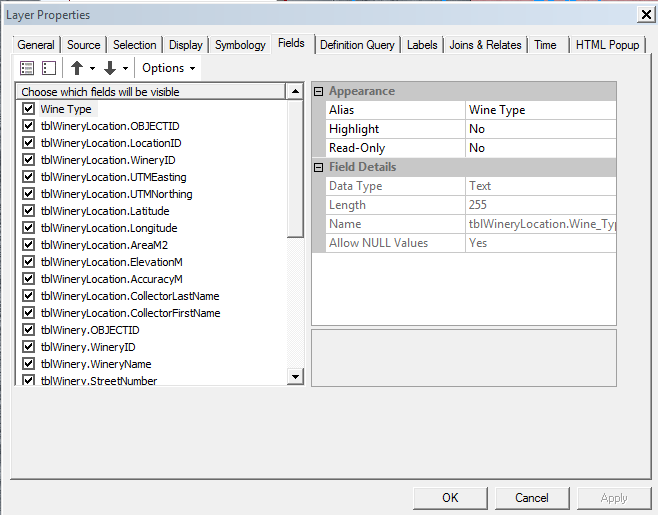 Layer Properties
General Source Selection Display Symbology Fields Definition Query Labels Joins & Relates Time HTML Popup
Options
Choose which fields will be visible
Wine Type
tblWineryLocation.OBJECTID
tblWineryLocation.LocationID
tblWineryLocation.WineryID
tblWineryLocation.UTMEasting
tblWineryLocation.UTMNorthing
tblWineryLocation.Latitude
tblWineryLocation.Longitude
tblWineryLocation.AreaM2
tblWineryLocation.ElevationM
tblWineryLocation.AccuracyM
tblWineryLocation.CollectorLastName
tblWineryLocation.CollectorFirstName
tblWinery.OBJECTID
tblWinery.WineryID
tblWinery.WineryName
tblWinery.StreetNumber
Appearance
Alias Wine Type
Highlight No
Read-Only No
Field Details
Data Type Text
Length 255
Name tblWineryLocation.Wine_Typ
Allow NULL Values Yes
OK Cancel Apply